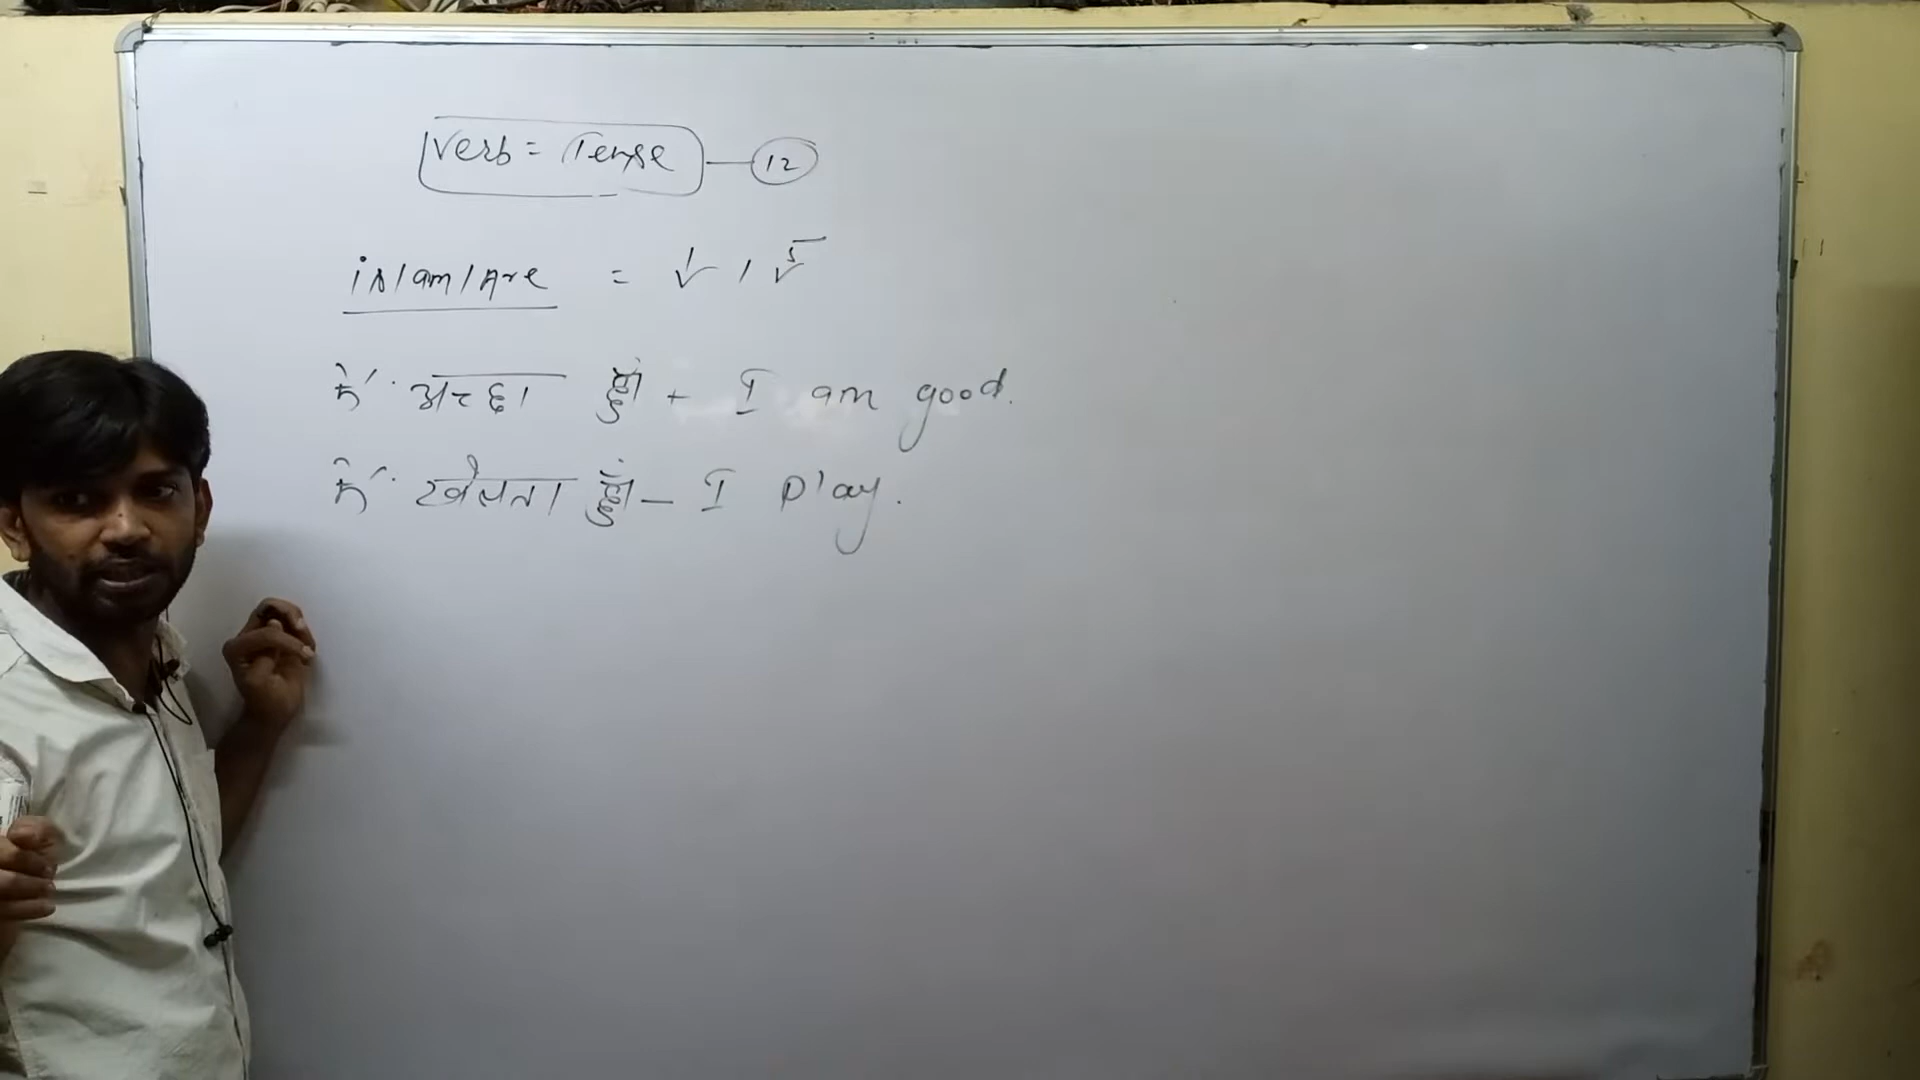 Verb = Tense — 12
is/am/Are = V¹ / V⁵
मैं अच्छा हूँ - I am good.
मैं खेलता हूँ - I play.